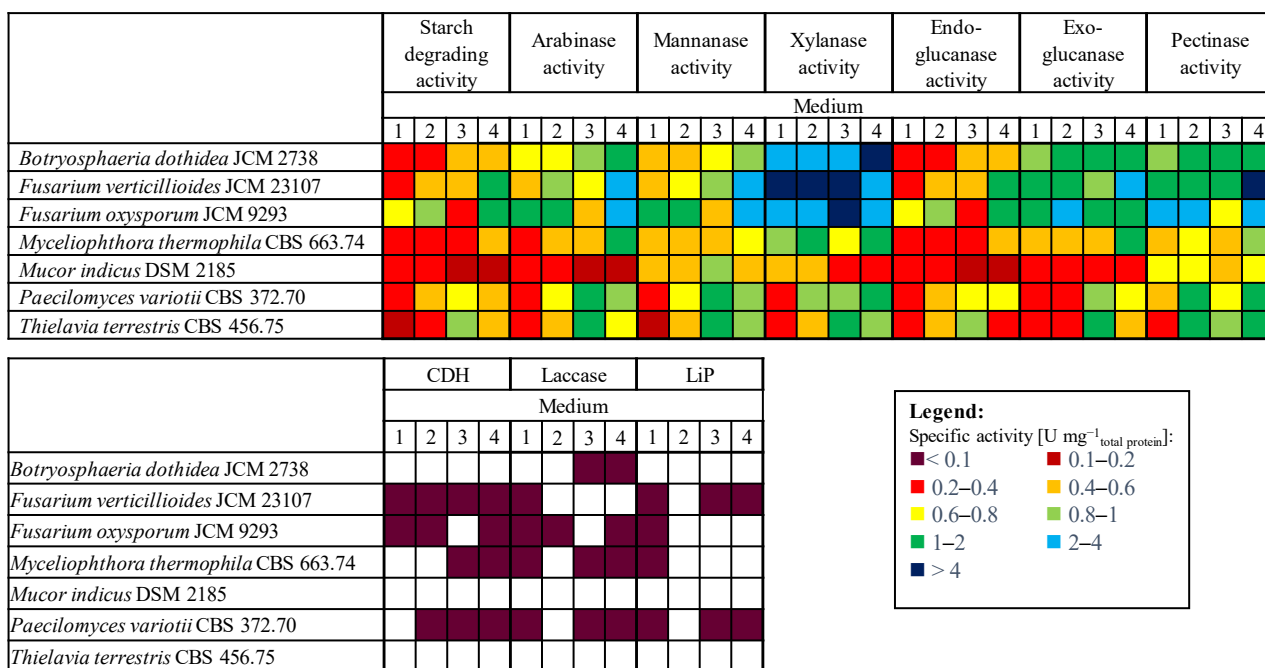 Starch degrading activity Arabinase activity Mannanase activity Xylanase activity Endo-glucanase activity Exo-glucanase activity Pectinase activity
Medium
1 2 3 4 1 2 3 4 1 2 3 4 1 2 3 4 1 2 3 4 1 2 3 4 1 2 3 4
Botryosphaeria dothidea JCM 2738
Fusarium verticillioides JCM 23107
Fusarium oxysporum JCM 9293
Myceliophthora thermophila CBS 663.74
Mucor indicus DSM 2185
Paecilomyces variotii CBS 372.70
Thielavia terrestris CBS 456.75
CDH Laccase LiP
Medium
1 2 3 4 1 2 3 4 1 2 3 4
Botryosphaeria dothidea JCM 2738
Fusarium verticillioides JCM 23107
Fusarium oxysporum JCM 9293
Myceliophthora thermophila CBS 663.74
Mucor indicus DSM 2185
Paecilomyces variotii CBS 372.70
Thielavia terrestris CBS 456.75
Legend:
Specific activity [U mg⁻¹ total protein]:
< 0.1 0.1–0.2
0.2–0.4 0.4–0.6
0.6–0.8 0.8–1
1–2 2–4
> 4